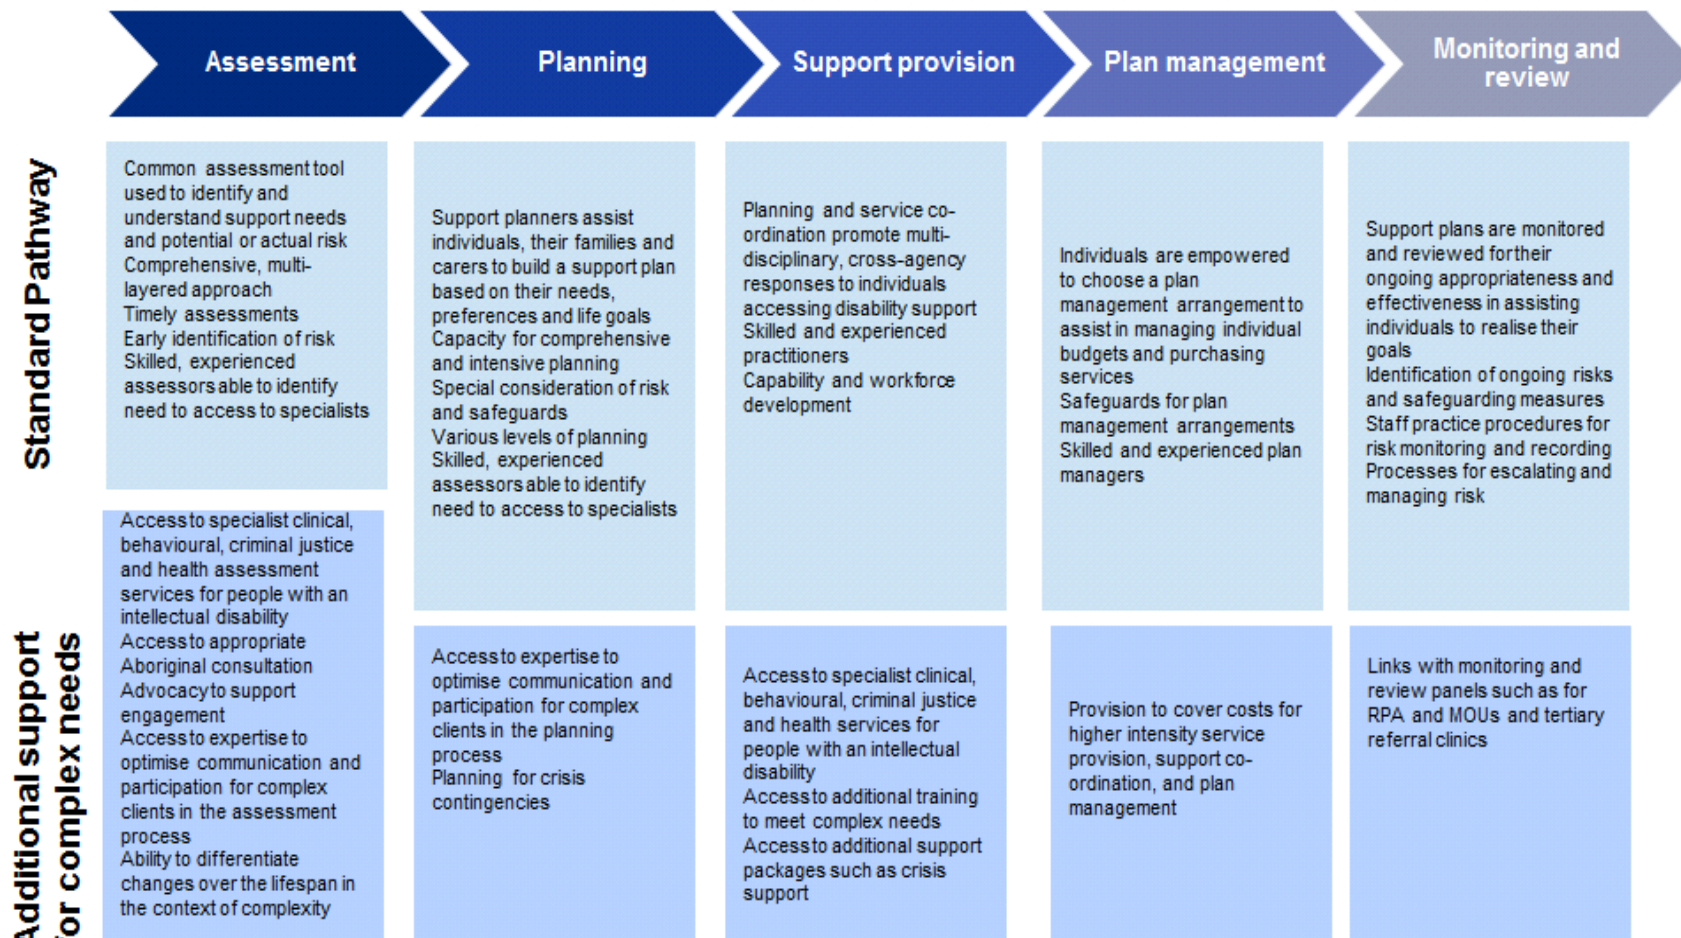 Assessment
Planning
Support provision
Plan management
Monitoring and
review
Standard Pathway
Common assessment tool
used to identify and
understand support needs
and potential or actual risk
Comprehensive, multi-
layered approach
Timely assessments
Early identification of risk
Skilled, experienced
assessors able to identify
need to access to specialists
Support planners assist
individuals, their families and
carers to build a support plan
based on their needs,
preferences and life goals
Capacity for comprehensive
and intensive planning
Special consideration of risk
and safeguards
Various levels of planning
Skilled, experienced
assessors able to identify
need to access to specialists
Planning and service co-
ordination promote multi-
disciplinary, cross-agency
responses to individuals
accessing disability support
Skilled and experienced
practitioners
Capability and workforce
development
Individuals are empowered
to choose a plan
management arrangement to
assist in managing individual
budgets and purchasing
services
Safeguards for plan
management arrangements
Skilled and experienced plan
managers
Support plans are monitored
and reviewed for their
ongoing appropriateness and
effectiveness in assisting
individuals to realise their
goals
Identification of ongoing risks
and safeguarding measures
Staff practice procedures for
risk monitoring and recording
Processes for escalating and
managing risk
Additional support
for complex needs
Access to specialist clinical,
behavioural, criminal justice
and health assessment
services for people with an
intellectual disability
Access to appropriate
Aboriginal consultation
Advocacy to support
engagement
Access to expertise to
optimise communication and
participation for complex
clients in the assessment
process
Ability to differentiate
changes over the lifespan in
the context of complexity
Access to expertise to
optimise communication and
participation for complex
clients in the planning
process
Planning for crisis
contingencies
Access to specialist clinical,
behavioural, criminal justice
and health services for
people with an intellectual
disability
Access to additional training
to meet complex needs
Access to additional support
packages such as crisis
support
Provision to cover costs for
higher intensity service
provision, support co-
ordination, and plan
management
Links with monitoring and
review panels such as for
RPA and MOUs and tertiary
referral clinics